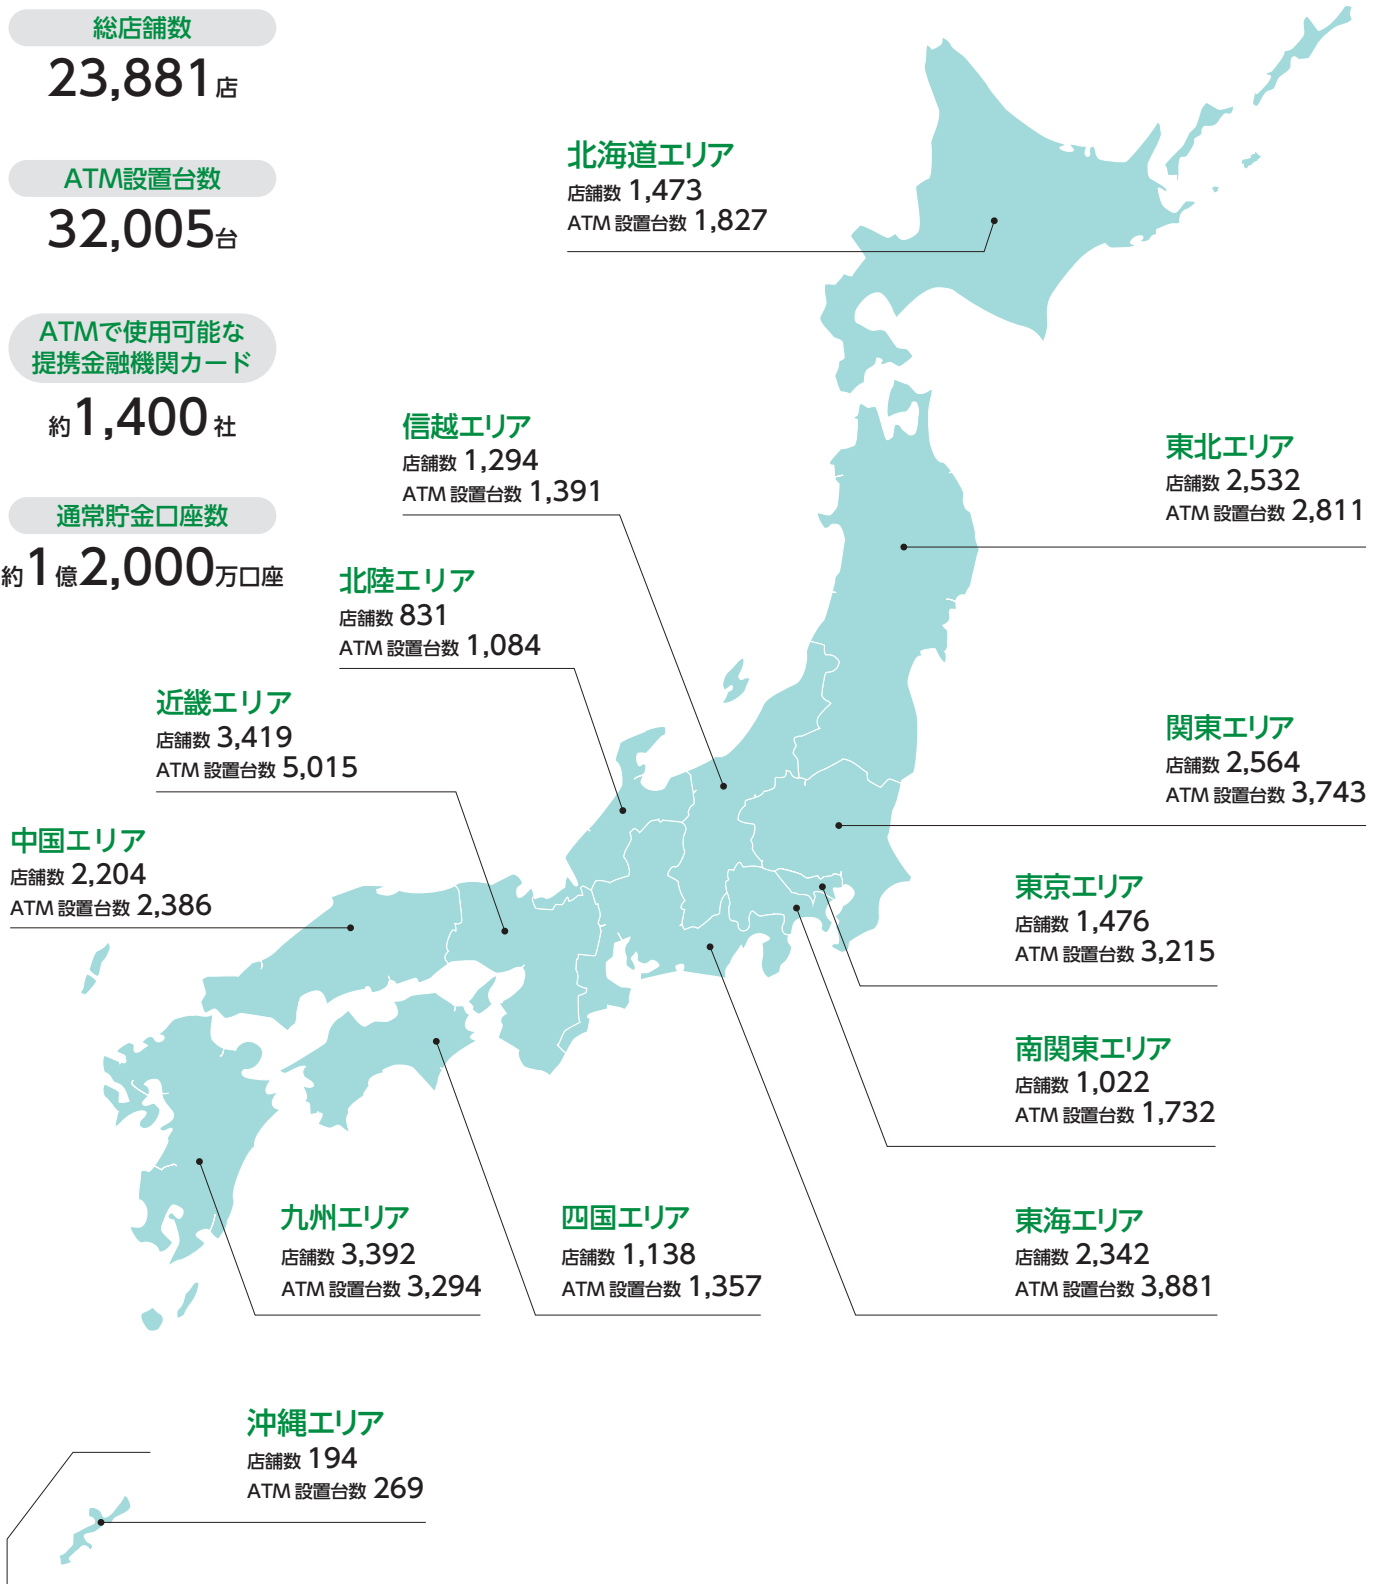 総店舗数
23,881店
ATM設置台数
32,005台
ATMで使用可能な
提携金融機関カード
約1,400社
通常貯金口座数
約1億2,000万口座
北海道エリア
店舗数 1,473
ATM 設置台数 1,827
信越エリア
店舗数 1,294
ATM 設置台数 1,391
東北エリア
店舗数 2,532
ATM 設置台数 2,811
北陸エリア
店舗数 831
ATM 設置台数 1,084
近畿エリア
店舗数 3,419
ATM 設置台数 5,015
関東エリア
店舗数 2,564
ATM 設置台数 3,743
中国エリア
店舗数 2,204
ATM 設置台数 2,386
東京エリア
店舗数 1,476
ATM 設置台数 3,215
南関東エリア
店舗数 1,022
ATM 設置台数 1,732
九州エリア
店舗数 3,392
ATM 設置台数 3,294
四国エリア
店舗数 1,138
ATM 設置台数 1,357
東海エリア
店舗数 2,342
ATM 設置台数 3,881
沖縄エリア
店舗数 194
ATM 設置台数 269